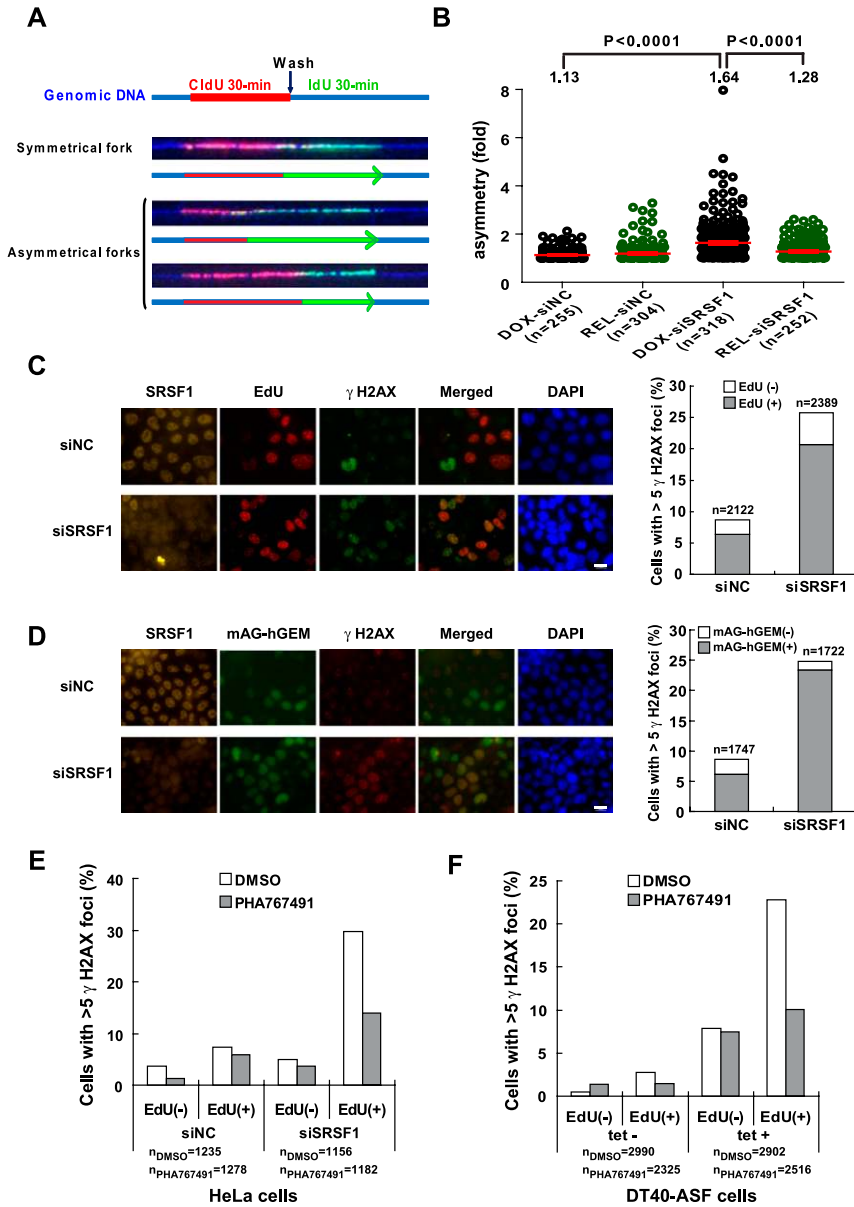 A
Wash
CldU 30-min
IdU 30-min
Genomic DNA
Symmetrical fork
Asymmetrical forks
B
P<0.0001
P<0.0001
1.13
1.64
1.28
8
6
4
2
0
asymmetry (fold)
DOX-siNC
(n=255)
REL-siNC
(n=304)
DOX-siSRSF1
(n=318)
REL-siSRSF1
(n=252)
C
SRSF1 EdU γ H2AX Merged DAPI
siNC
siSRSF1
Cells with > 5 γ H2AX foci (%)
30
25
20
15
10
5
0
EdU (-)
EdU (+)
n=2389
n=2122
siNC siSRSF1
D
SRSF1 mAG-hGEM γ H2AX Merged DAPI
siNC
siSRSF1
Cells with > 5 γ H2AX foci (%)
30
25
20
15
10
5
0
mAG-hGEM(-)
mAG-hGEM(+)
n=1722
n=1747
siNC siSRSF1
E
Cells with >5 γ H2AX foci (%)
40
30
20
10
0
DMSO
PHA767491
EdU(-) EdU(+) EdU(-) EdU(+)
siNC siSRSF1
nDMSO=1235 nDMSO=1156
nPHA767491=1278 nPHA767491=1182
HeLa cells
F
Cells with >5 γ H2AX foci (%)
25
20
15
10
5
0
DMSO
PHA767491
EdU(-) EdU(+) EdU(-) EdU(+)
tet - tet +
nDMSO=2990 nDMSO=2902
nPHA767491=2325 nPHA767491=2516
DT40-ASF cells